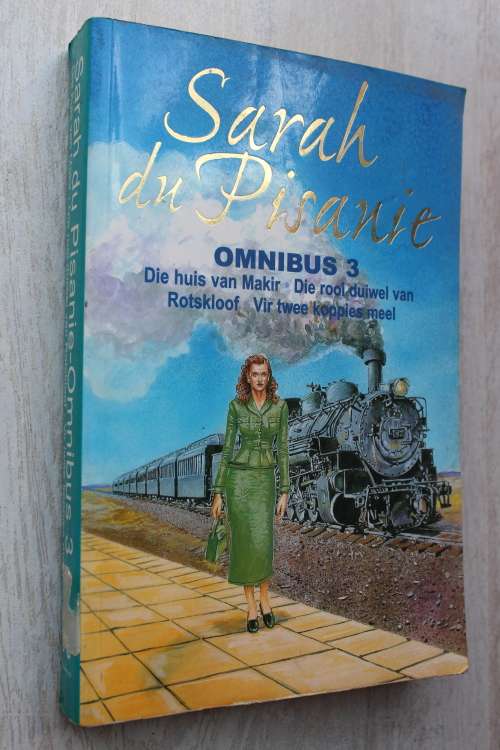 Sarah
du Pisanie
OMNIBUS 3
Die huis van Makir • Die rooi duiwel van
Rotskloof • Vir twee koppies meel
Sarah du Pisanie-Omnibus 3